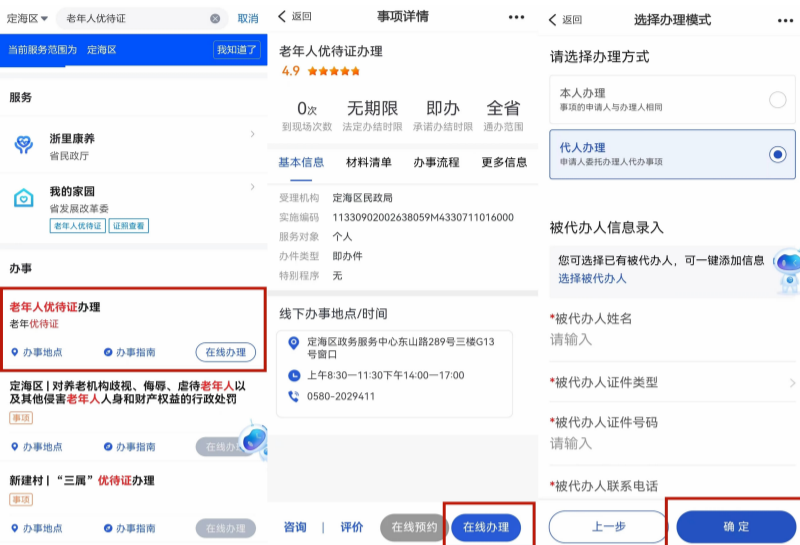 定海区
老年人优待证
取消
当前服务范围为 定海区
我知道了
服务
浙里康养
省民政厅
我的家园
省发展改革委
老年人优待证 证照查看
办事
老年人优待证办理
老年优待证
办事地点 办事指南 在线办理
定海区 | 对养老机构歧视、侮辱、虐待老年人以
及其他侵害老年人人身和财产权益的行政处罚
事项
办事地点 办事指南
新建村 | “三属”优待证办理
事项
办事地点 办事指南 在线办理
返回 事项详情
老年人优待证办理
4.9
0次 无期限 即办 全省
到现场次数 法定办结时限 承诺办结时限 通办范围
基本信息 材料清单 办事流程 更多信息
受理机构 定海区民政局
实施编码 11330902002638059M4330711016000
服务对象 个人
办件类型 即办件
特别程序 无
线下办事地点/时间
定海区政务服务中心东山路289号三楼G13
号窗口
上午8:30—11:30下午14:00—17:00
0580-2029411
咨询 | 评价 在线预约 在线办理
返回 选择办理模式
请选择办理方式
本人办理
事项的申请人与办理人相同
代人办理
申请人委托办理人代办事项
被代办人信息录入
您可选择已有被代办人，可一键添加信息
选择被代办人
*被代办人姓名
请输入
*被代办人证件类型
*被代办人证件号码
请输入
*被代办人联系电话
上一步 确定